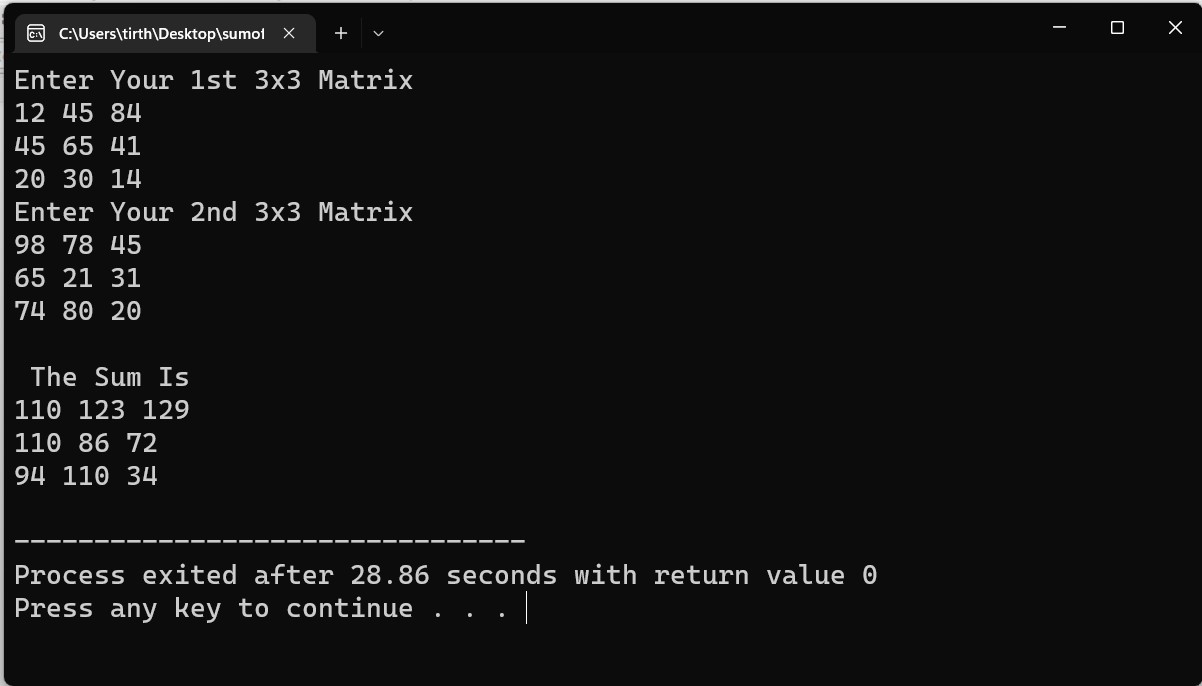 C:\Users\tirth\Desktop\sumof
Enter Your 1st 3x3 Matrix
12 45 84
45 65 41
20 30 14
Enter Your 2nd 3x3 Matrix
98 78 45
65 21 31
74 80 20
The Sum Is
110 123 129
110 86 72
94 110 34
--------------------------------
Process exited after 28.86 seconds with return value 0
Press any key to continue . . .